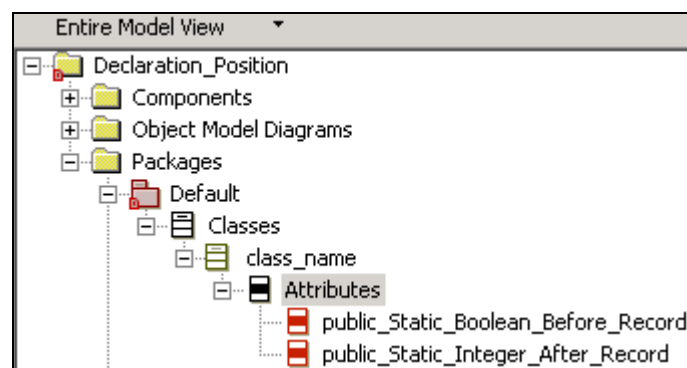 Entire Model View
Declaration_Position
Components
Object Model Diagrams
Packages
Default
Classes
class_name
Attributes
public_Static_Boolean_Before_Record
public_Static_Integer_After_Record